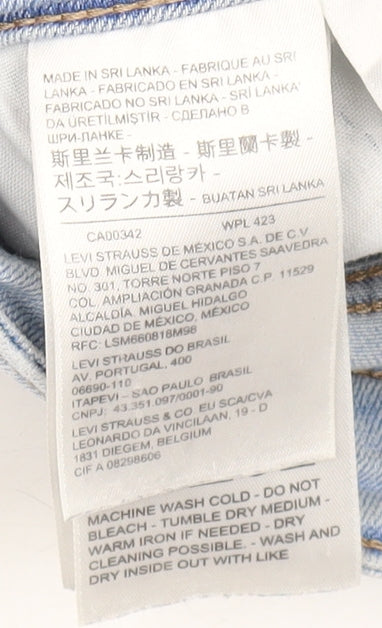 MADE IN SRI LANKA - FABRIQUE AU SRI
LANKA - FABRICADO EN SRI LANKA -
FABRICADO NO SRI LANKA - SRİ LANKA'
DA ÜRETİLMİŞTİR - СДЕЛАНО В
ШРИ-ЛАНКЕ -
斯里兰卡制造 - 斯里蘭卡製 -
제조국:스리랑카 -
スリランカ製 - BUATAN SRI LANKA
CA00342 WPL 423
LEVI STRAUSS DE MÉXICO S.A. DE C.V
BLVD. MIGUEL DE CERVANTES SAAVEDRA
NO. 301, TORRE NORTE PISO 7
COL. AMPLIACIÓN GRANADA C.P. 11529
ALCALDÍA. MIGUEL HIDALGO
CIUDAD DE MÉXICO, MÉXICO
RFC: LSM660818M98
LEVI STRAUSS DO BRASIL
AV. PORTUGAL, 400
06690-110
ITAPEVI – SAO PAULO BRASIL
CNPJ: 43.351.097/0001-90
LEVI STRAUSS & CO. EU SCA/CVA
LEONARDO DA VINCILAAN, 19 - D
1831 DIEGEM, BELGIUM
CIF A 08298606
MACHINE WASH COLD - DO NOT
BLEACH - TUMBLE DRY MEDIUM -
WARM IRON IF NEEDED - DRY
CLEANING POSSIBLE. - WASH AND
DRY INSIDE OUT WITH LIKE